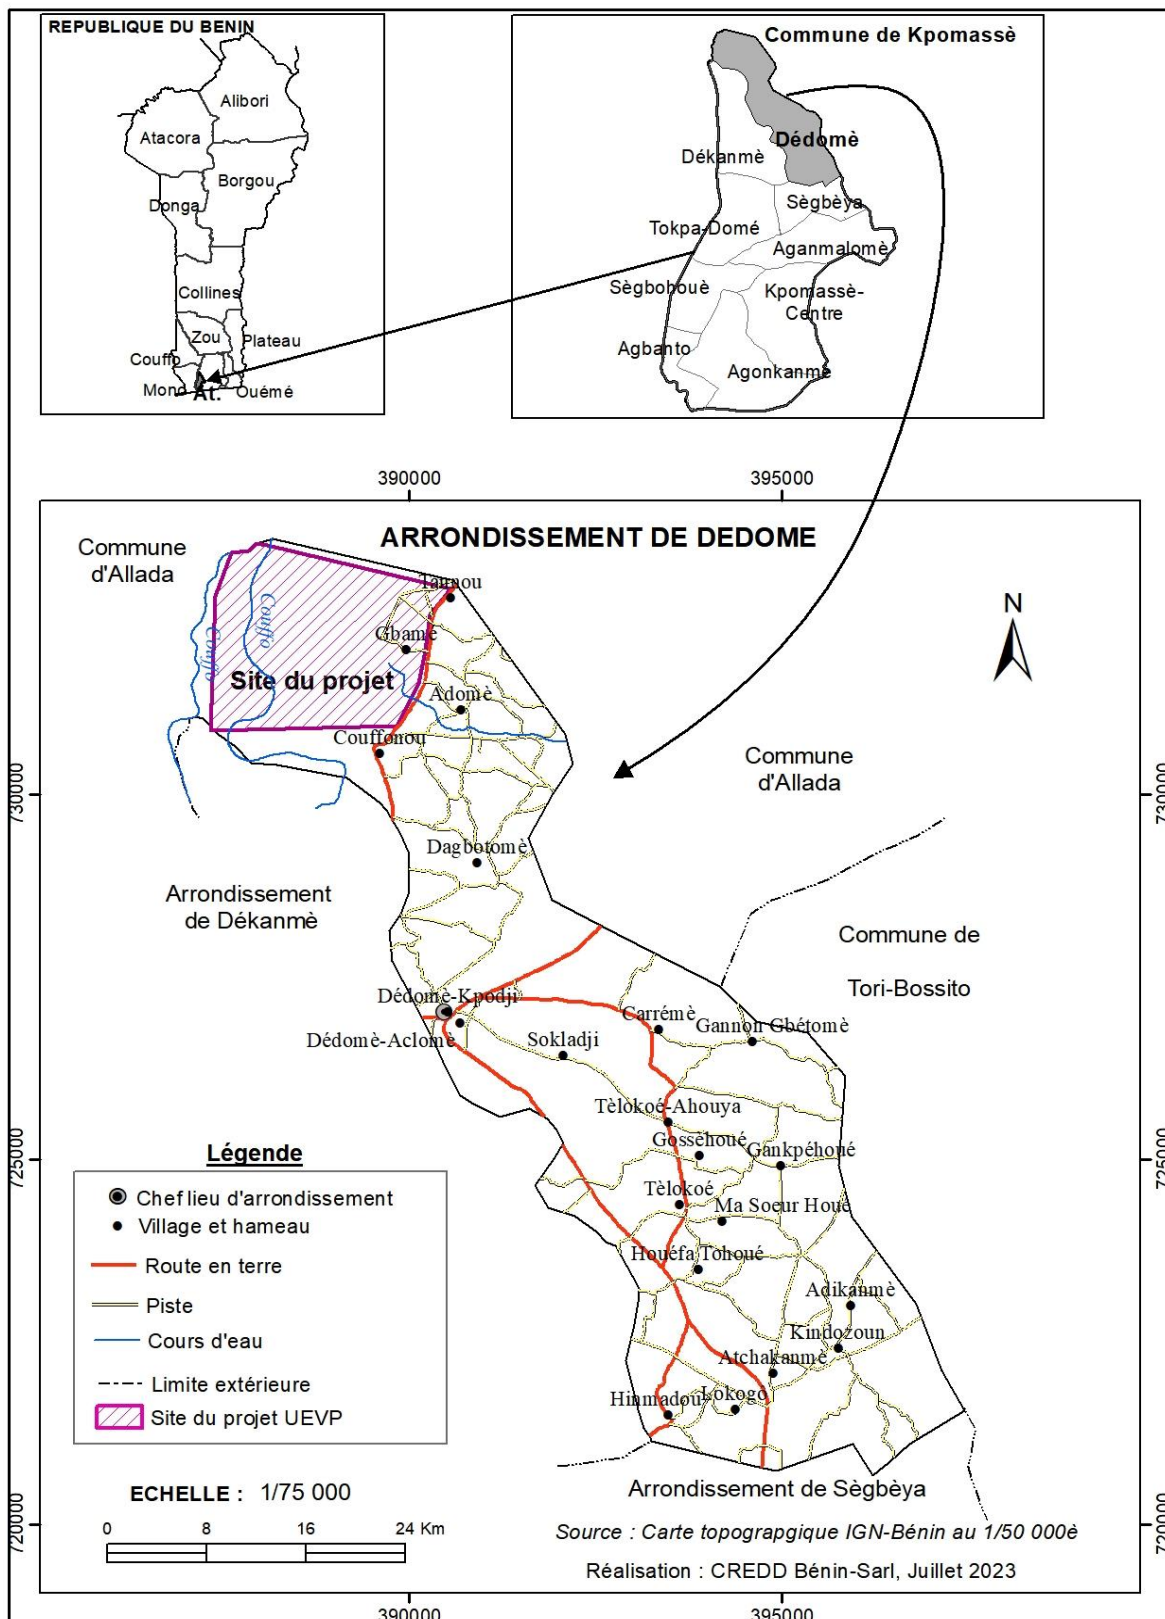 REPUBLIQUE DU BENIN
Alibori
Atacora
Borgou
Donga
Collines
Zou
Plateau
Couffo
Mono
At.
Ouémé
Commune de Kpomassè
Dédomè
Dékanmè
Sègbèya
Tokpa-Domé
Aganmalomè
Sègbohouè
Kpomassè-
Centre
Agbanto
Agonkanmè
390000
395000
ARRONDISSEMENT DE DEDOME
Commune
d'Allada
Tannou
N
Couffo
Couffo
Gbamè
Site du projet
Adomè
Couffonou
Commune
d'Allada
730000
730000
Dagbotomè
Arrondissement
de Dékanmè
Commune de
Tori-Bossito
Dédomè-Kpodji
Dédomè-Aclomè
Sokladji
Carrémè
Gannon Gbétomè
Tèlokoé-Ahouya
Gossèhoué
Gankpéhoué
725000
725000
Tèlokoé
Ma Soeur Houé
Houéfa Tohoué
Adikanmè
Kindozoun
Atchakanmè
Hinmadou
Lokogò
Légende
Chef lieu d'arrondissement
Village et hameau
Route en terre
Piste
Cours d'eau
Limite extérieure
Site du projet UEVP
Arrondissement de Sègbèya
ECHELLE : 1/75 000
0 8 16 24 Km
720000
720000
Source : Carte topograpgique IGN-Bénin au 1/50 000è
Réalisation : CREDD Bénin-Sarl, Juillet 2023
390000
395000